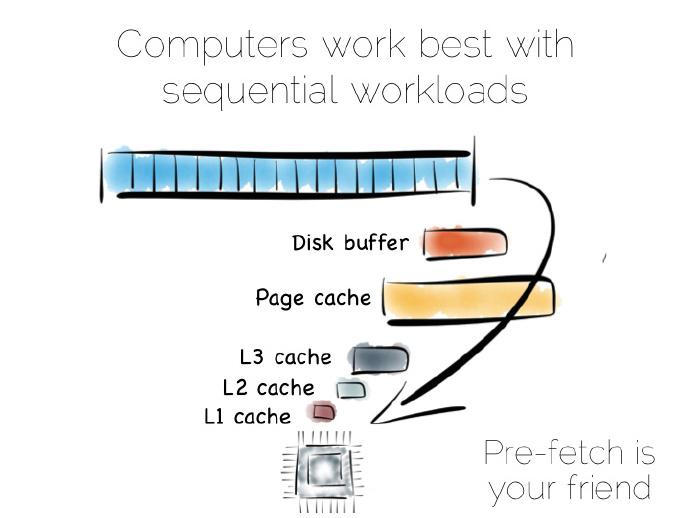 Computers work best with
sequential workloads
Disk buffer
Page cache
L3 cache
L2 cache
L1 cache
Pre-fetch is
your friend